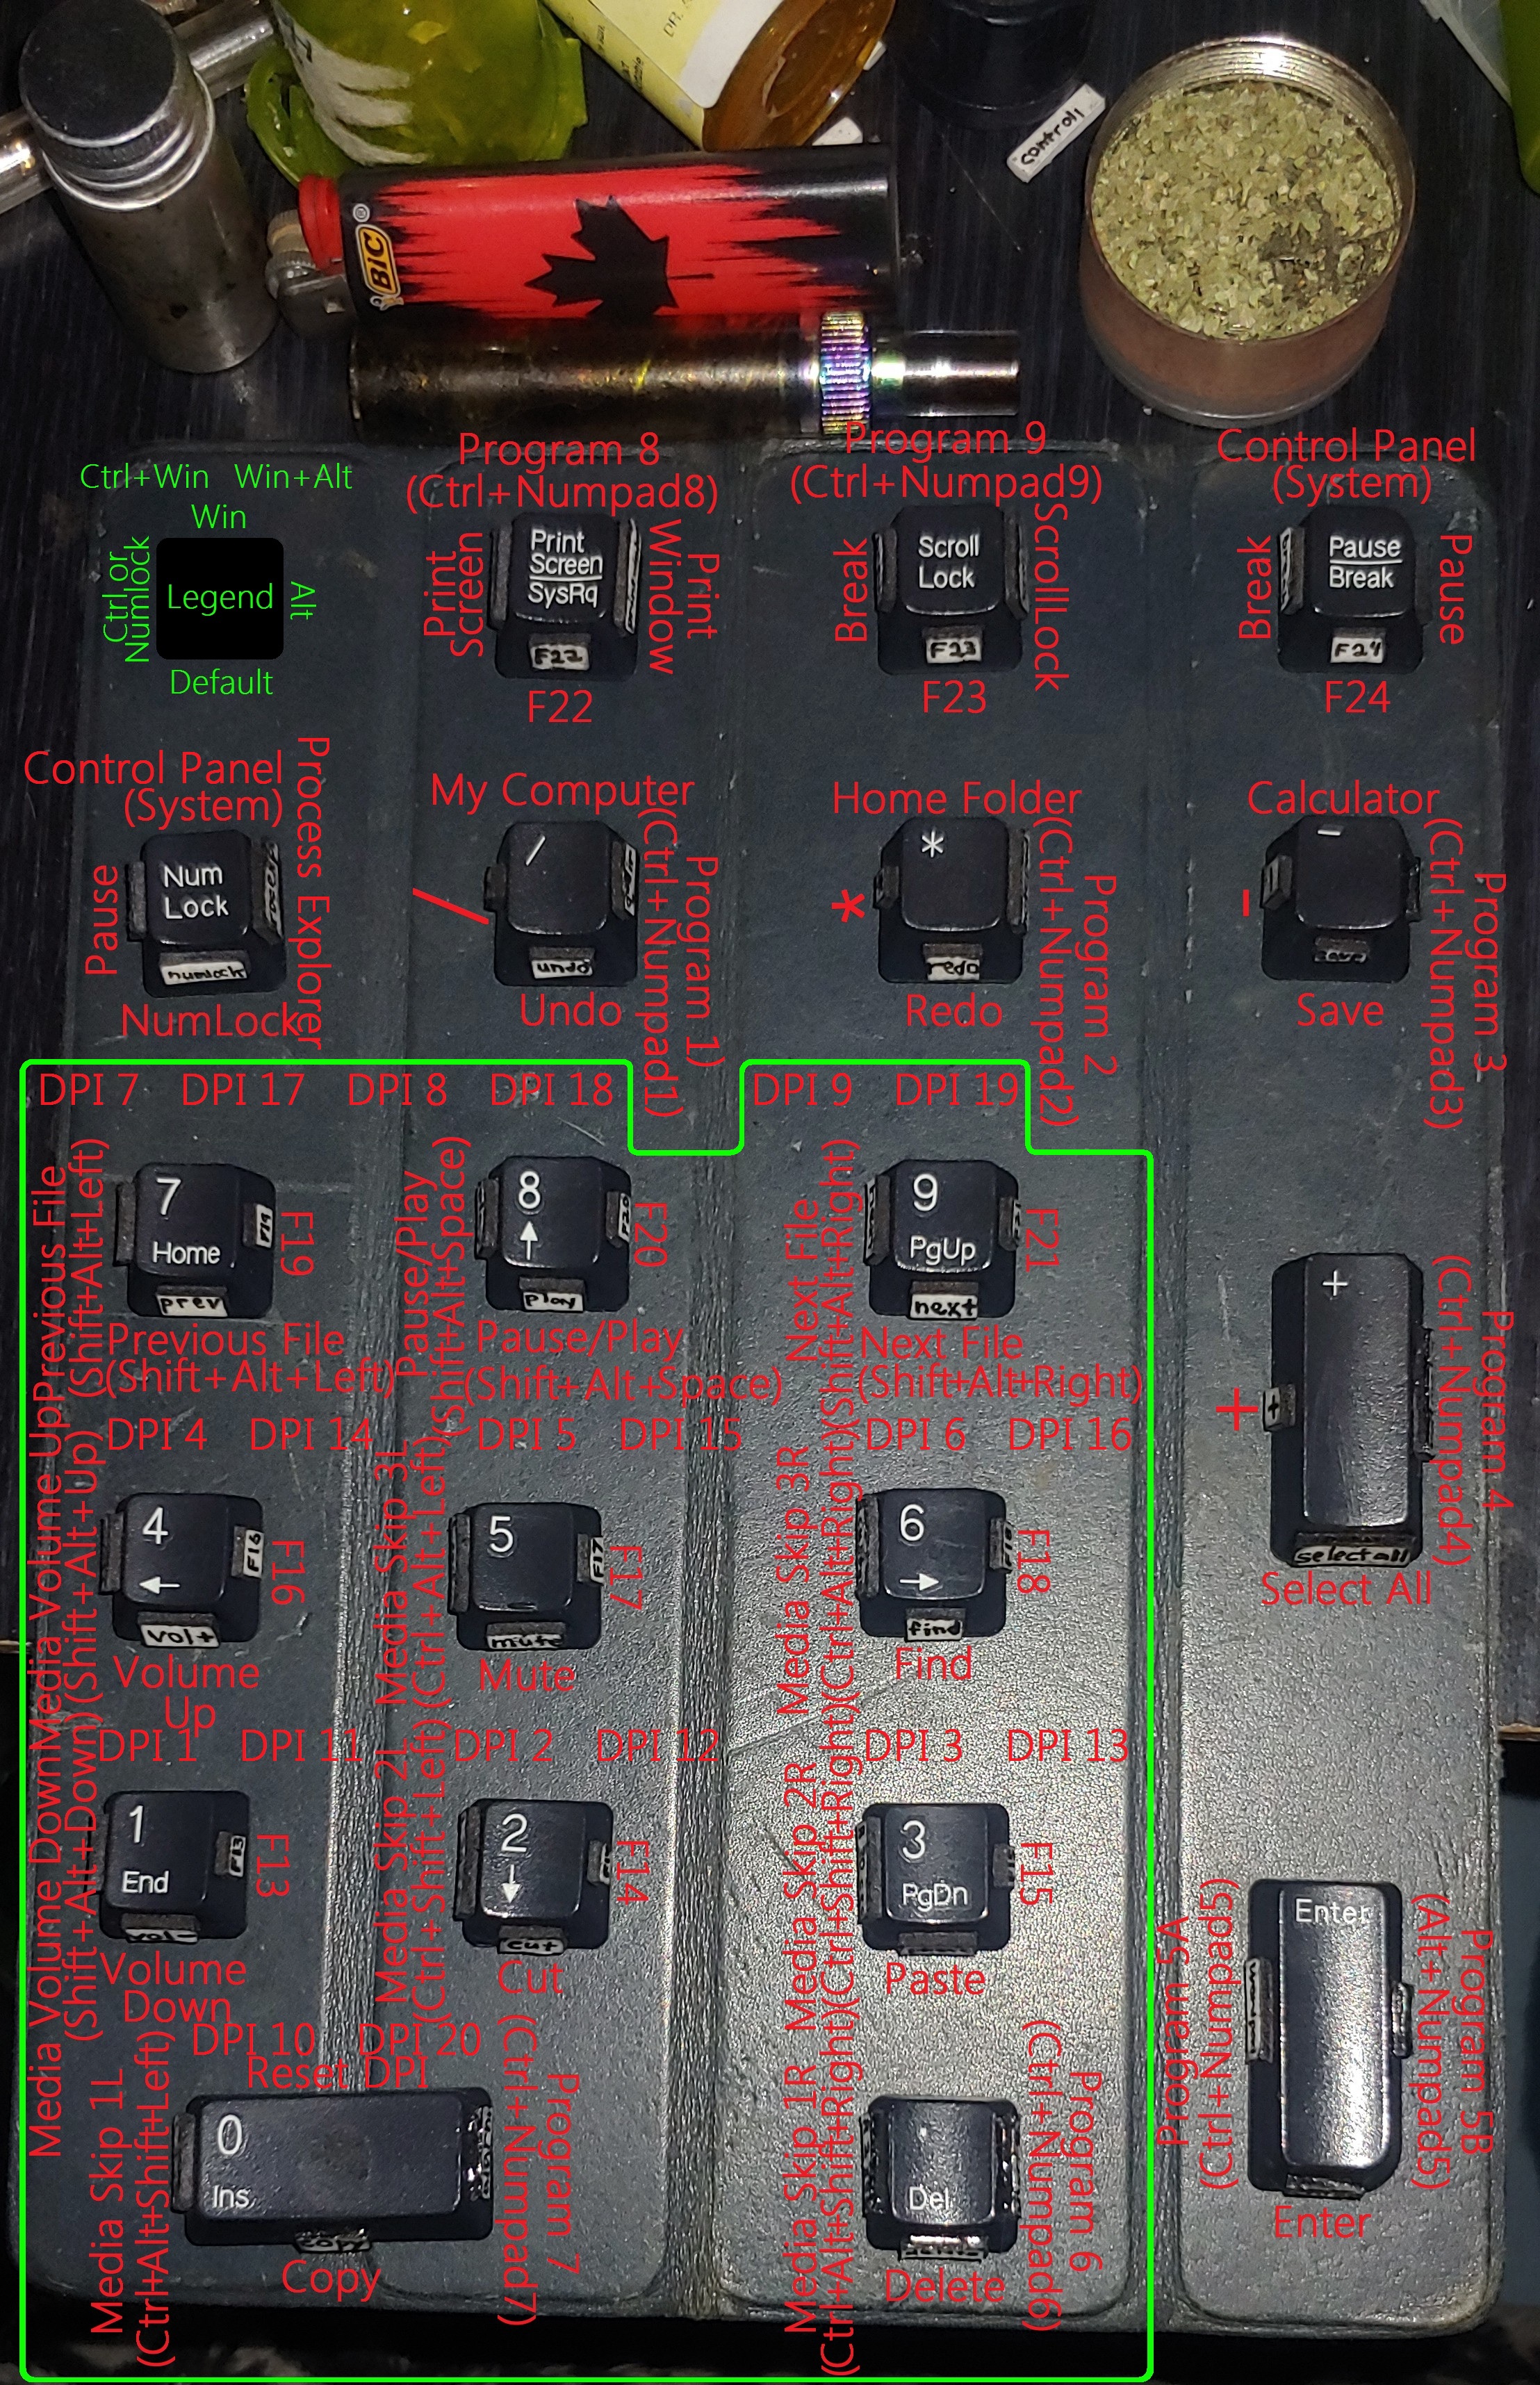 DR.
Controll
BIC
Ctrl+Win Win+Alt
Win
Ctrl or
Numlock
Legend
Alt
Default
Program 8
(Ctrl+Numpad8)
Print
Screen
Print
Screen
SysRq
Print
Window
F22
F22
Program 9
(Ctrl+Numpad9)
Break
Scroll
Lock
ScrollLock
F23
F23
Control Panel
(System)
Break
Pause
Break
Pause
F24
F24
Control Panel
(System)
Pause
Num
Lock
Process Explorer
numlock
NumLock
My Computer
/
/
Program 1
(Ctrl+Numpad1)
undo
Undo
Home Folder
*
*
Program 2
(Ctrl+Numpad2)
redo
Redo
Calculator
-
-
Program 3
(Ctrl+Numpad3)
Save
DPI 7 DPI 17
Previous File
(Shift+Alt+Left)
7
Home
F19
F19
prev
Previous File
(Shift+Alt+Left)
DPI 8 DPI 18
Pause/Play
(Shift+Alt+Space)
8
↑
F20
F20
play
Pause/Play
(Shift+Alt+Space)
DPI 9 DPI 19
Next File
(Shift+Alt+Right)
9
PgUp
F21
next
Next File
(Shift+Alt+Right)
+
+
+
Program 4
(Ctrl+Numpad4)
select all
Select All
DPI 4 DPI 14
Media Volume Up
(Shift+Alt+Up)
4
←
F16
F16
vol+
Volume
Up
DPI 5 DPI 15
Media Skip 3L
(Ctrl+Alt+Left)
5
F17
F17
mute
Mute
DPI 6 DPI 16
Media Skip 3R
(Ctrl+Alt+Right)
6
→
F18
F18
find
Find
DPI 1 DPI 11
Media Volume Down
(Shift+Alt+Down)
1
End
F13
F13
vol-
Volume
Down
DPI 2 DPI 12
Media Skip 2L
(Ctrl+Shift+Left)
2
↓
F14
cut
Cut
DPI 3 DPI 13
Media Skip 2R
(Ctrl+Shift+Right)
3
PgDn
F15
Paste
Program 5A
(Ctrl+Numpad5)
Enter
Program 5B
(Alt+Numpad5)
Enter
DPI 10 DPI 20
Reset DPI
Media Skip 1L
(Ctrl+Alt+Shift+Left)
0
Ins
Program 7
(Ctrl+Numpad7)
copy
Copy
Media Skip 1R
(Ctrl+Alt+Shift+Right)
.
Del
Program 6
(Ctrl+Numpad6)
Delete